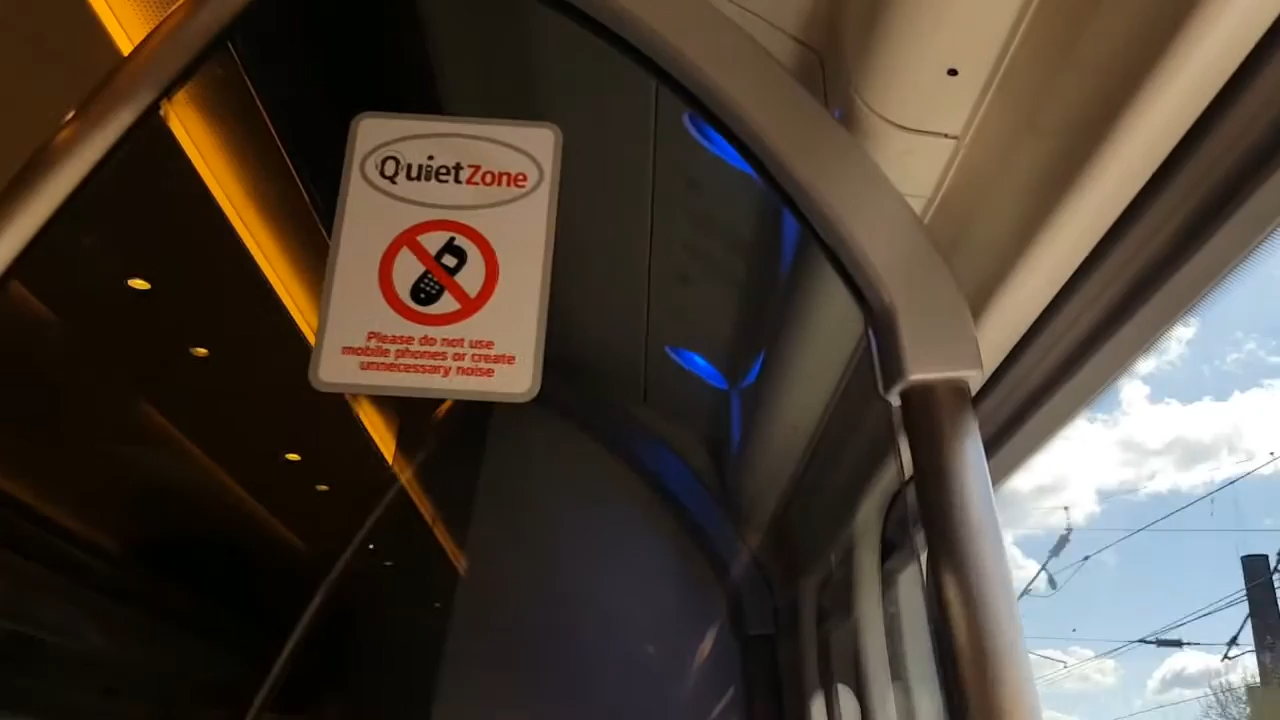 QuietZone
Please do not use
mobile phones or create
unnecessary noise